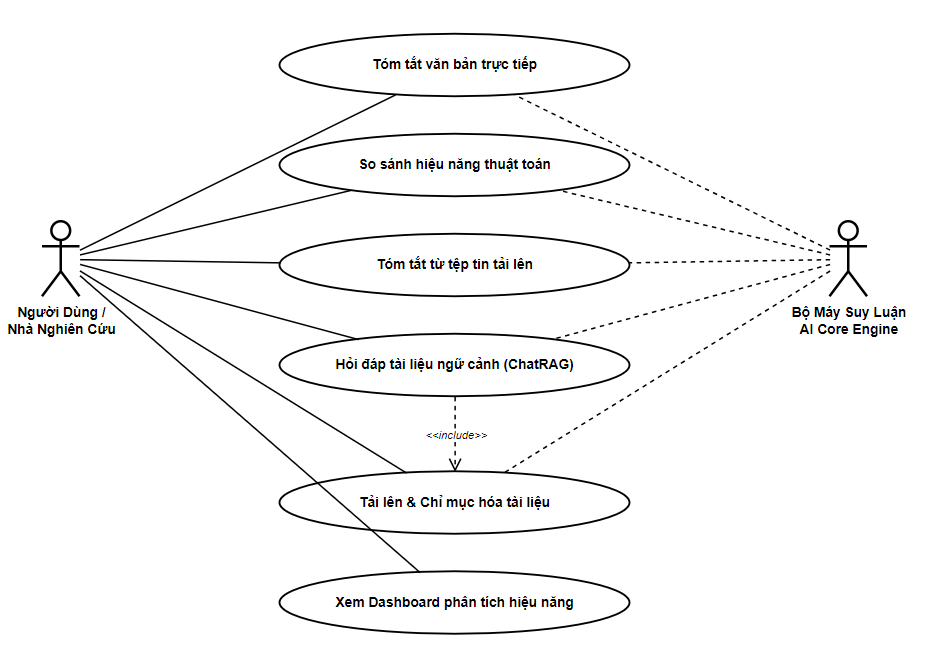 Tóm tắt văn bản trực tiếp
So sánh hiệu năng thuật toán
Tóm tắt từ tệp tin tải lên
Người Dùng /
Nhà Nghiên Cứu
Bộ Máy Suy Luận
AI Core Engine
Hỏi đáp tài liệu ngữ cảnh (ChatRAG)
<<include>>
Tải lên & Chỉ mục hóa tài liệu
Xem Dashboard phân tích hiệu năng